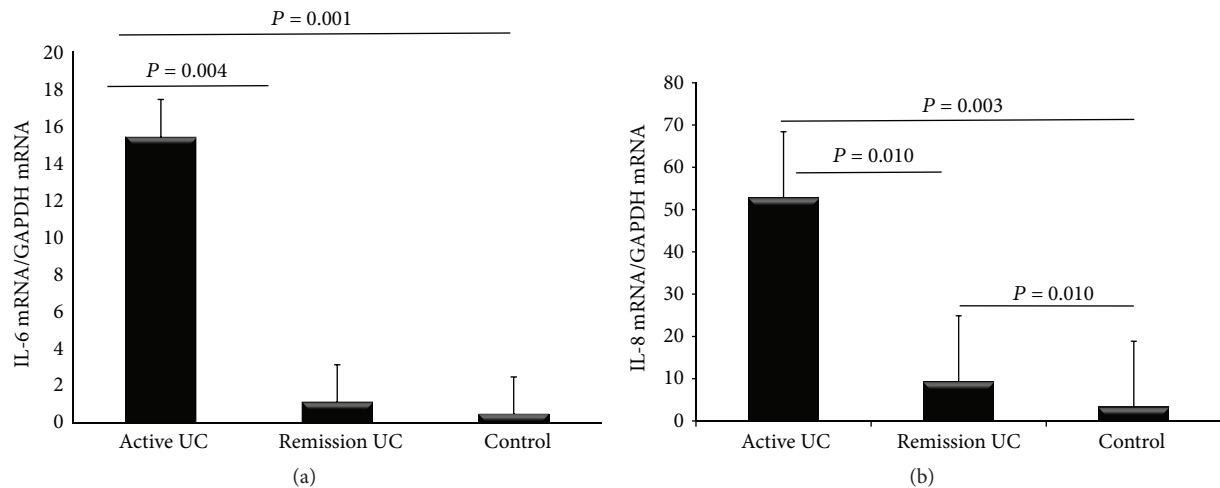 P = 0.001
P = 0.004
IL-6 mRNA/GAPDH mRNA
20
18
16
14
12
10
8
6
4
2
0
Active UC Remission UC Control
(a)
P = 0.003
P = 0.010
P = 0.010
IL-8 mRNA/GAPDH mRNA
80
70
60
50
40
30
20
10
0
Active UC Remission UC Control
(b)